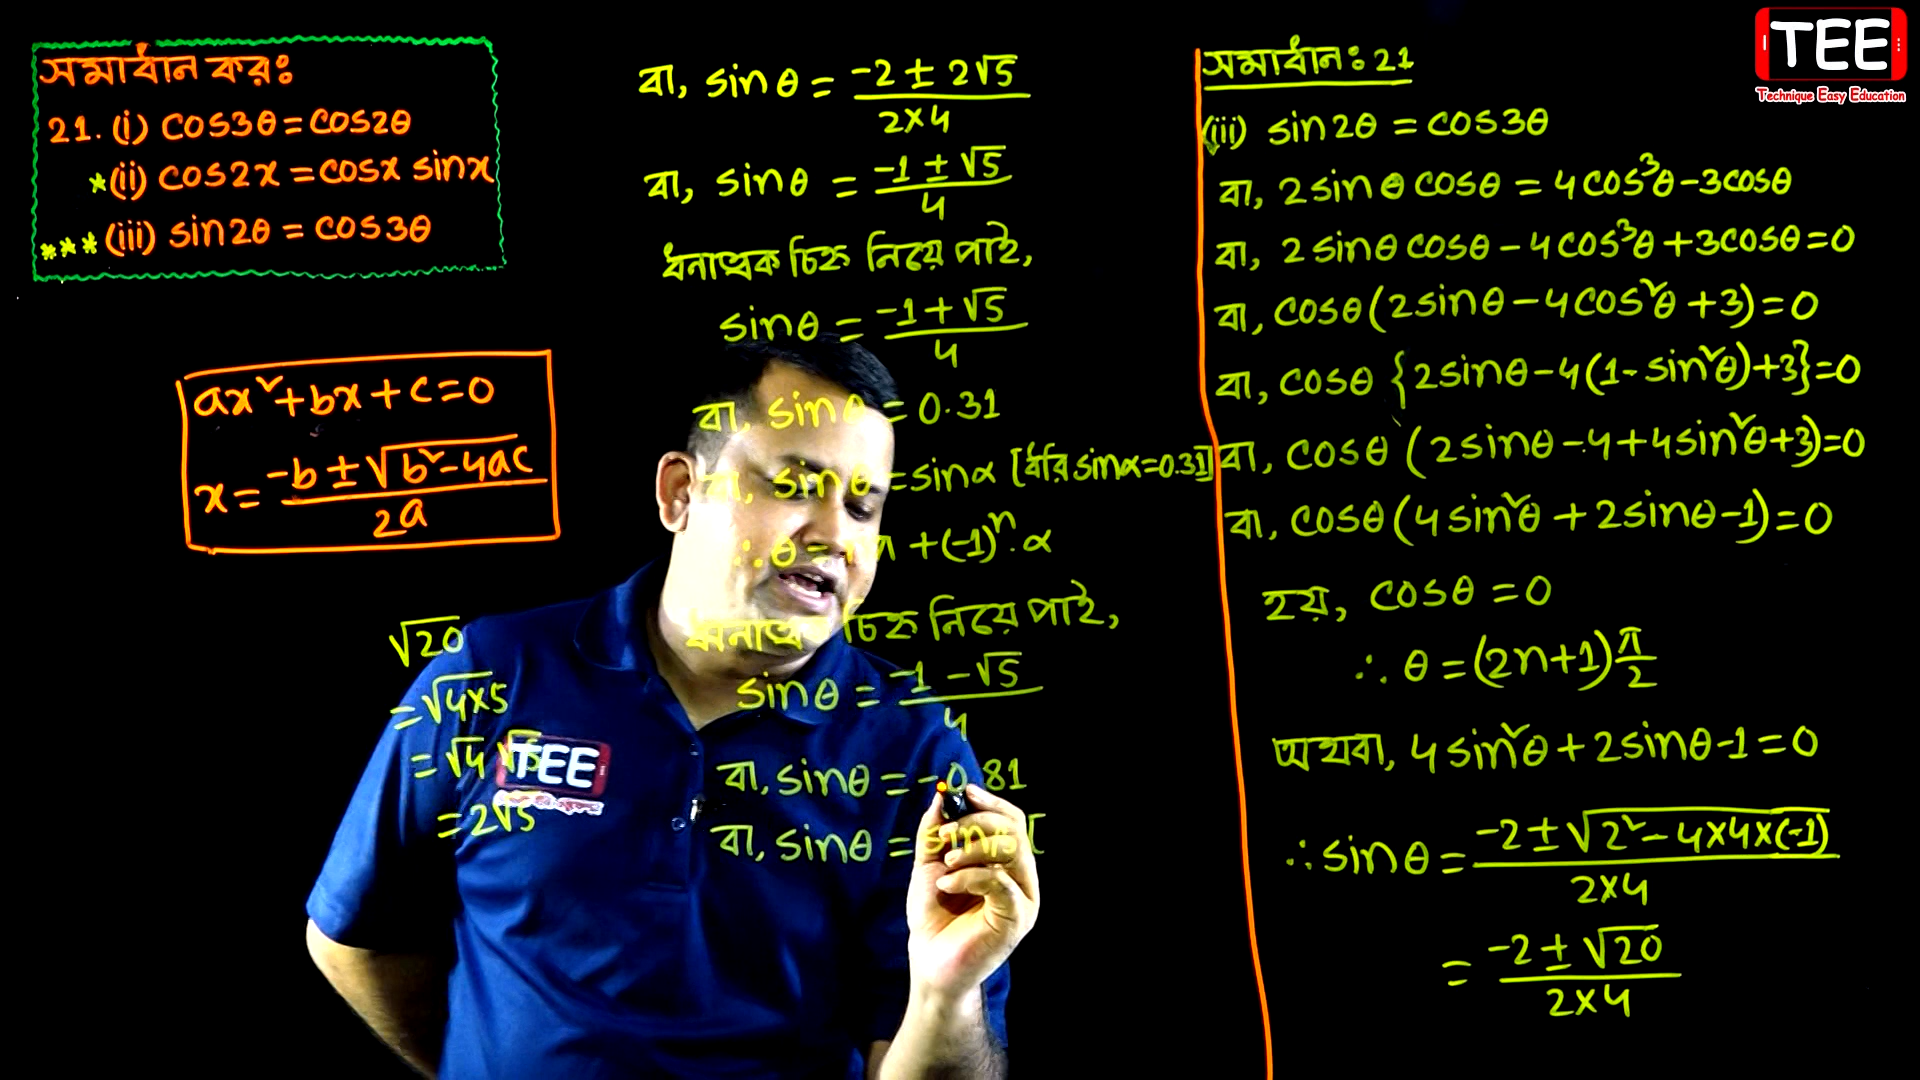 সমাধান করঃ
21. (i) cos3θ = cos2θ
*(ii) cos2x = cosx sinx
***(iii) sin2θ = cos3θ
ax²+bx+c=0
x = (-b ± √(b²-4ac))/2a
√20
= √4×5
= √4 √5
= 2√5
TEE
বা, sinθ = (-2 ± 2√5)/(2×4)
বা, sinθ = (-1 ± √5)/4
ধনাত্মক চিহ্ন নিয়ে পাই,
sinθ = (-1+√5)/4
বা, sinθ = 0.31
বা, sinθ = sinα [ধরি sinα=0.31]
∴ θ = nπ + (-1)ⁿ.α
চিহ্ন নিয়ে পাই,
sinθ = (-1-√5)/4
বা, sinθ = -0.81
বা, sinθ = [
সমাধান: 21
(iii) sin2θ = cos3θ
বা, 2sinθ cosθ = 4cos³θ-3cosθ
বা, 2sinθ cosθ - 4cos³θ+3cosθ=0
বা, cosθ(2sinθ-4cos²θ+3)=0
বা, cosθ {2sinθ-4(1-sin²θ)+3}=0
বা, cosθ (2sinθ-4+4sin²θ+3)=0
বা, cosθ(4sin²θ+2sinθ-1)=0
হয়, cosθ = 0
∴ θ = (2n+1)π/2
অথবা, 4sin²θ+2sinθ-1=0
∴ sinθ = (-2 ± √(2²-4×4×(-1)))/(2×4)
= (-2 ± √20)/(2×4)
TEE
Technique Easy Education